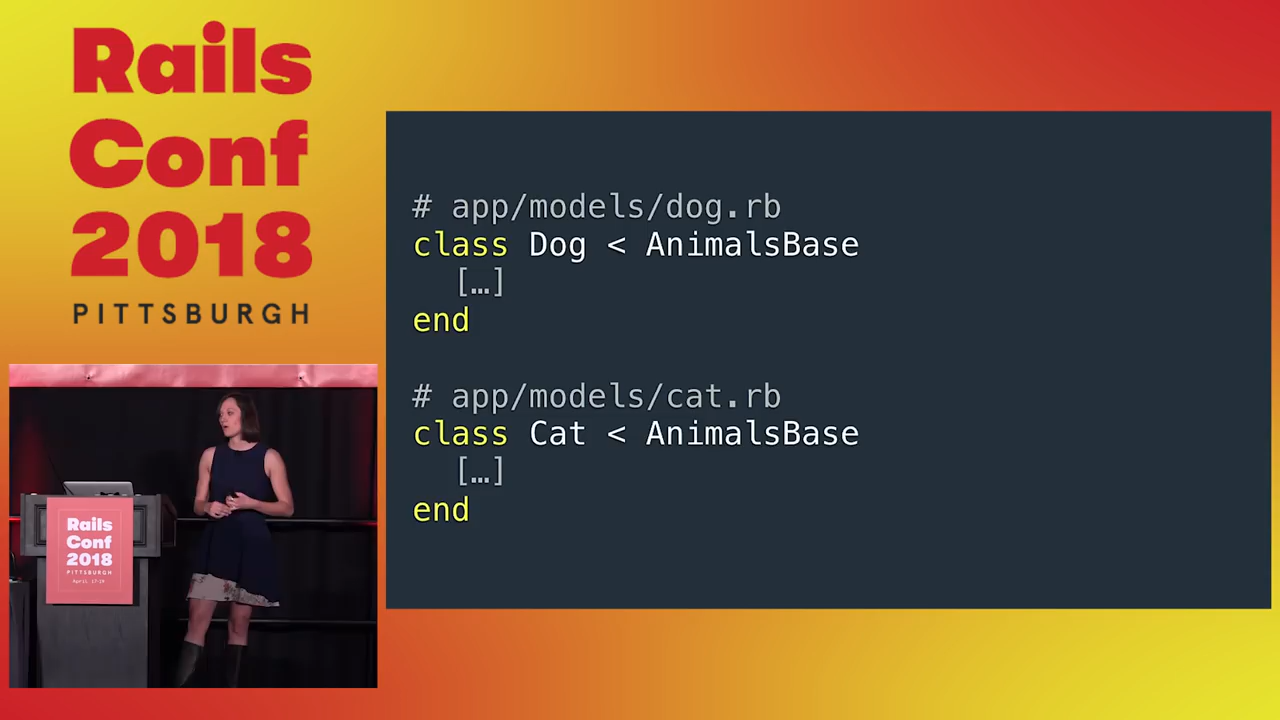 Rails
Conf
2018
PITTSBURGH
# app/models/dog.rb
class Dog < AnimalsBase
  […]
end
# app/models/cat.rb
class Cat < AnimalsBase
  […]
end
Rails
Conf
2018
PITTSBURGH